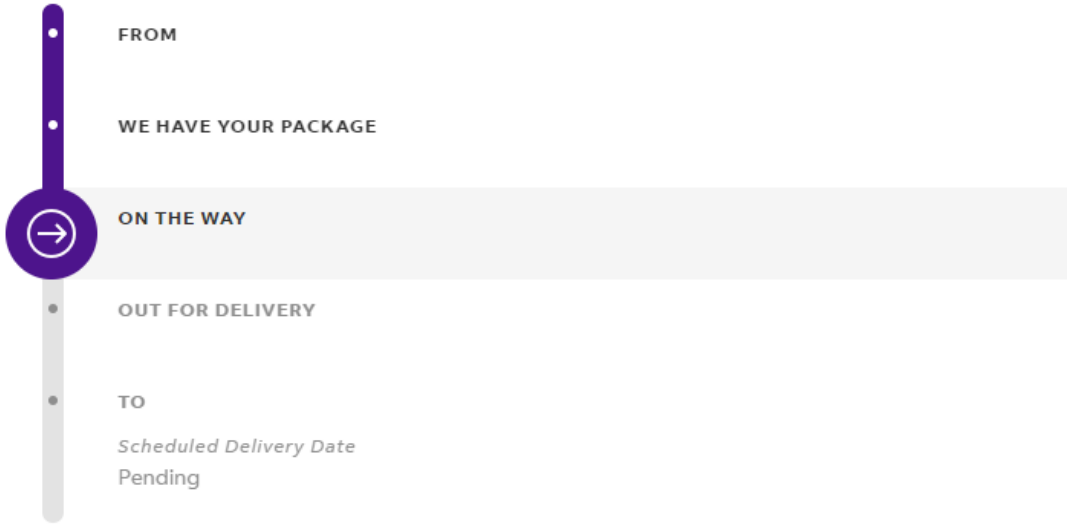 FROM
WE HAVE YOUR PACKAGE
ON THE WAY
OUT FOR DELIVERY
TO
Scheduled Delivery Date
Pending